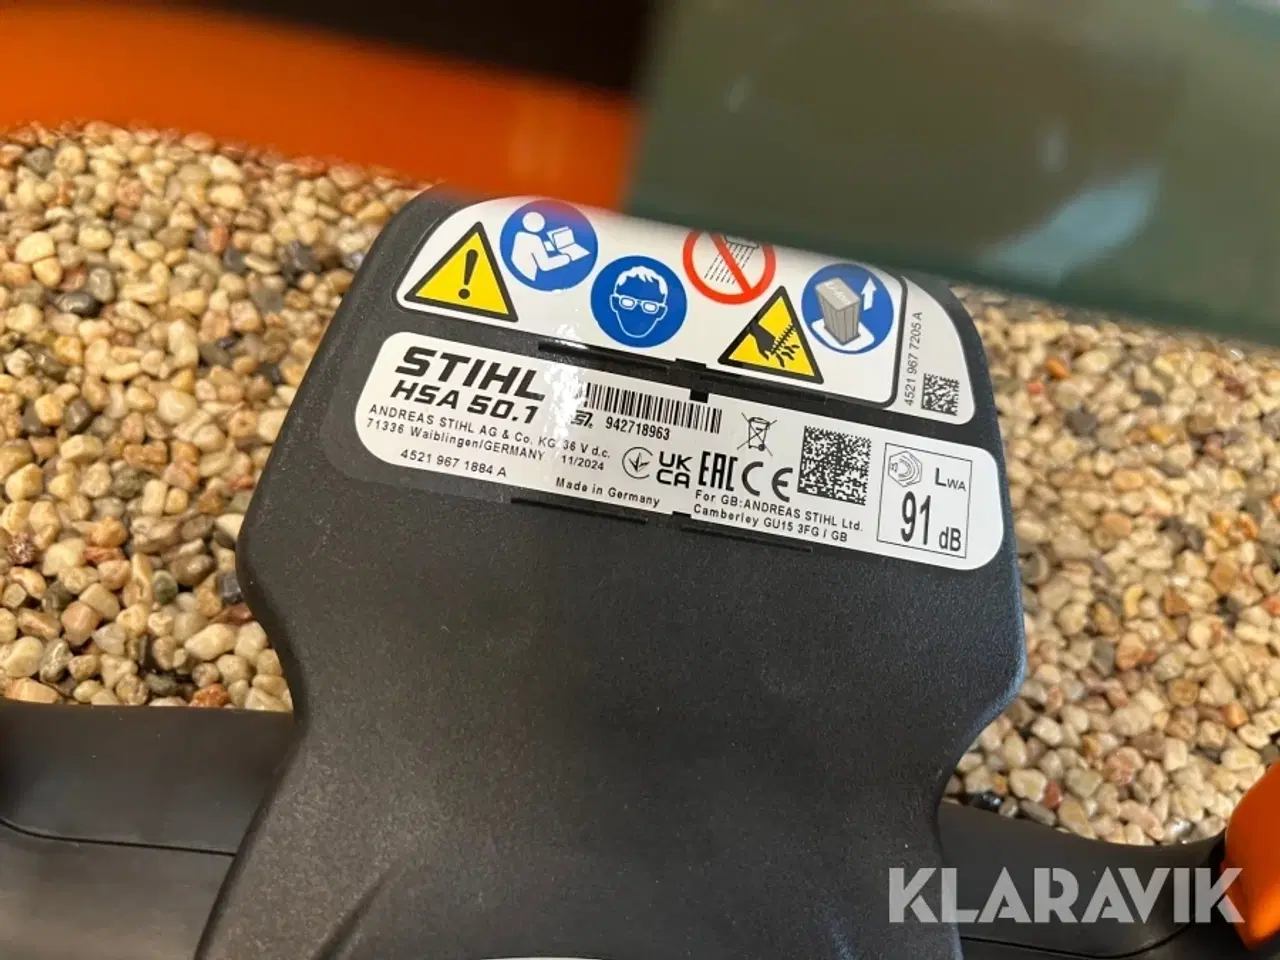 4521 967 7205 A
STIHL
HSA 50.1
942718963
ANDREAS STIHL AG & Co. KG 36 V d.c.
71336 Waiblingen/GERMANY 11/2024
4521 967 1884 A
Made in Germany
UK
CA
EAC CE
For GB: ANDREAS STIHL Ltd.
Camberley GU15 3FG / GB
LWA
91 dB
KLARAVIK